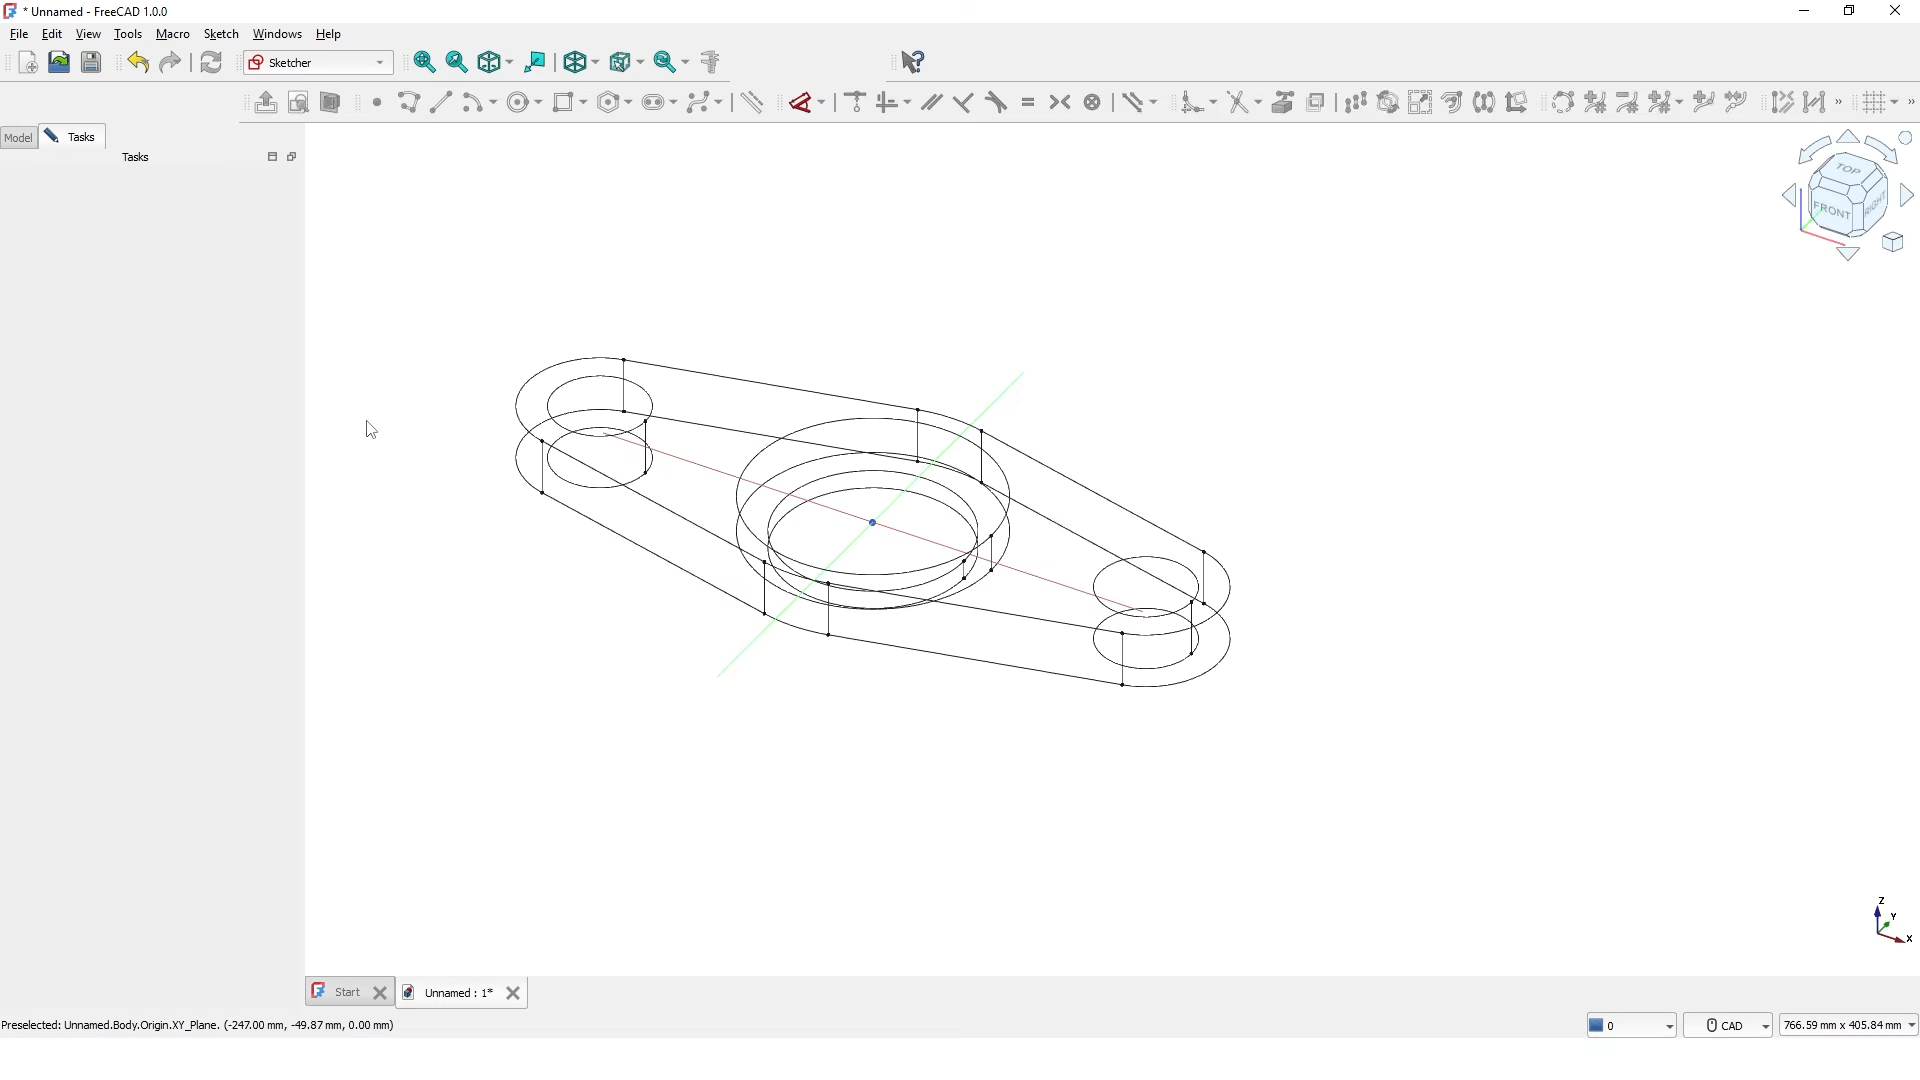 * Unnamed - FreeCAD 1.0.0
File Edit View Tools Macro Sketch Windows Help
Sketcher
Model Tasks
Tasks
TOP
FRONT
RIGHT
Z
Y
X
Start
Unnamed : 1*
Preselected: Unnamed.Body.Origin.XY_Plane. (-247.00 mm, -49.87 mm, 0.00 mm)
0
CAD
766.59 mm x 405.84 mm